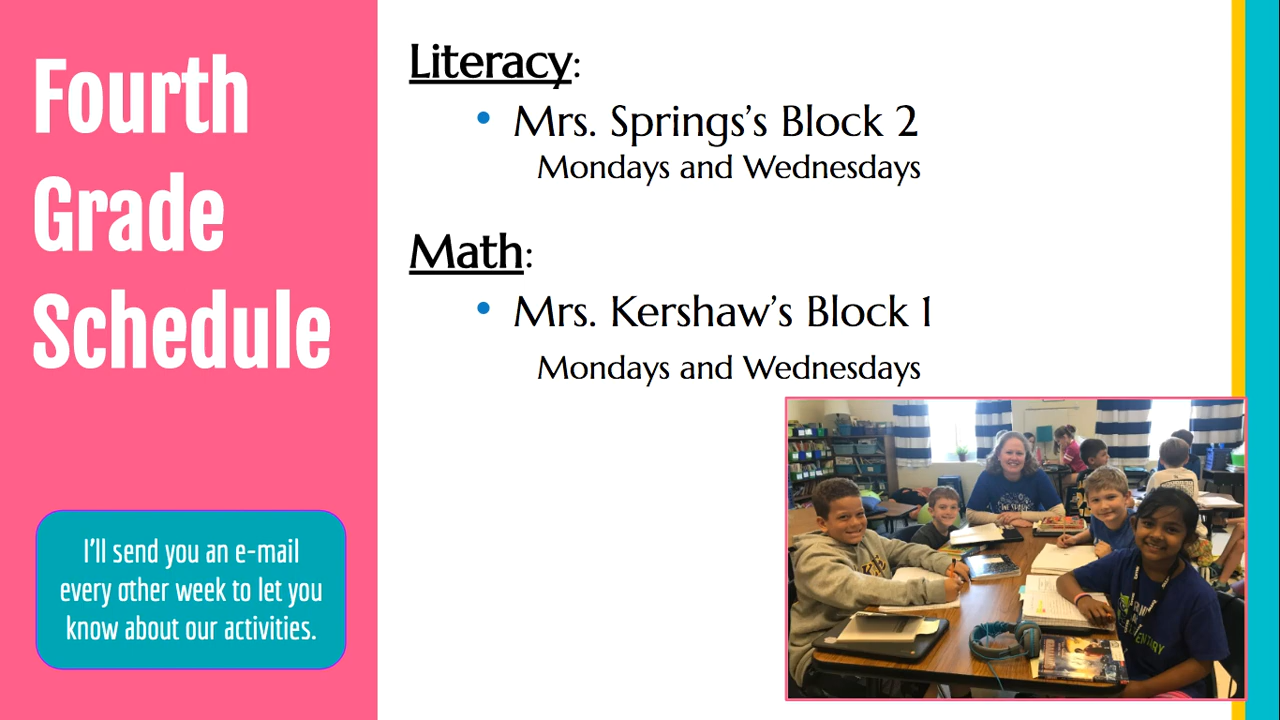 Fourth
Grade
Schedule
I'll send you an e-mail
every other week to let you
know about our activities.
Literacy:
• Mrs. Springs's Block 2
Mondays and Wednesdays
Math:
• Mrs. Kershaw's Block 1
Mondays and Wednesdays